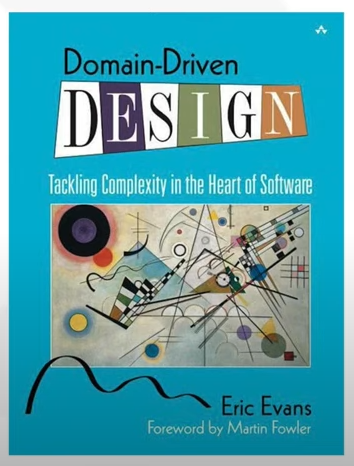 Domain-Driven
DESIGN
Tackling Complexity in the Heart of Software
Eric Evans
Foreword by Martin Fowler